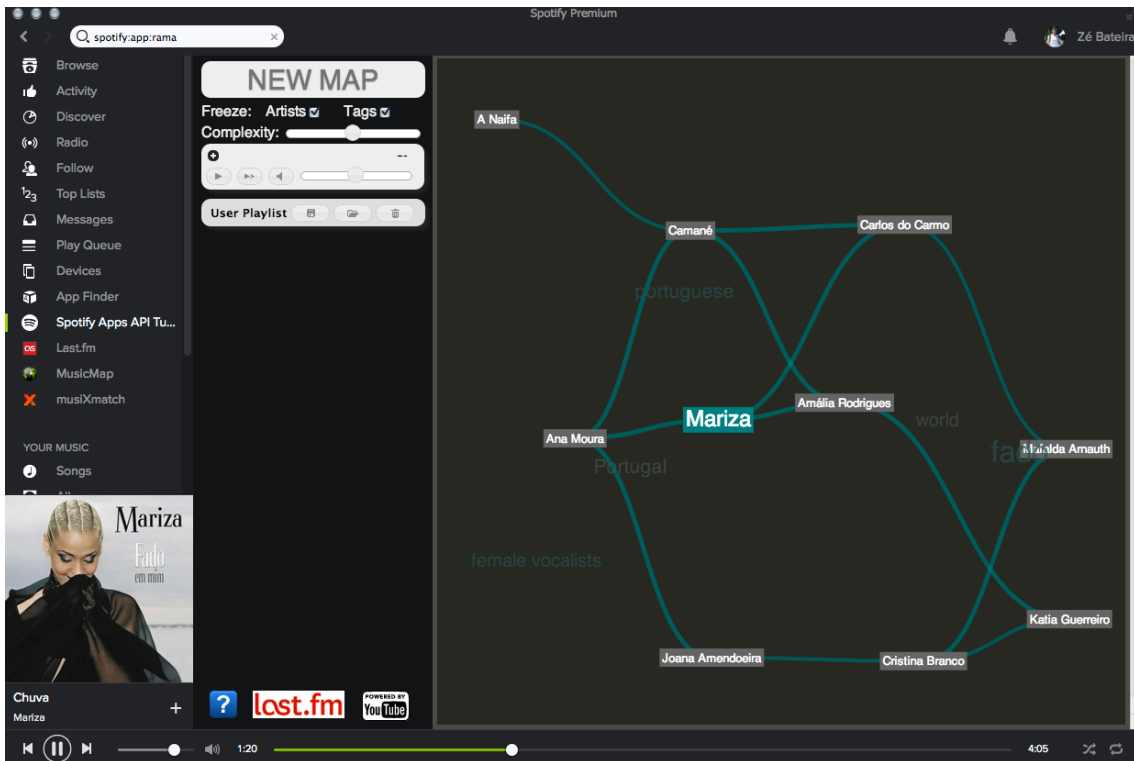 Spotify Premium
spotify:app:rama
Zé Bateira
Browse
Activity
Discover
Radio
Follow
Top Lists
Messages
Play Queue
Devices
App Finder
Spotify Apps API Tu...
Last.fm
MusicMap
musiXmatch
YOUR MUSIC
Songs
Mariza
Fado
em mim
Chuva
Mariza
NEW MAP
Freeze: Artists Tags
Complexity:
--
User Playlist
?
last.fm
POWERED BY
YouTube
A Naifa
Camané
Carlos do Carmo
portuguese
Amália Rodrigues
Mariza
world
Ana Moura
fado
Mafalda Arnauth
Portugal
female vocalists
Katia Guerreiro
Joana Amendoeira
Cristina Branco
1:20
4:05